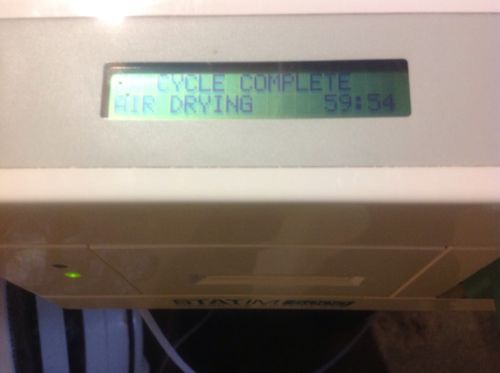 CYCLE COMPLETE
AIR DRYING 59:54
STATIM